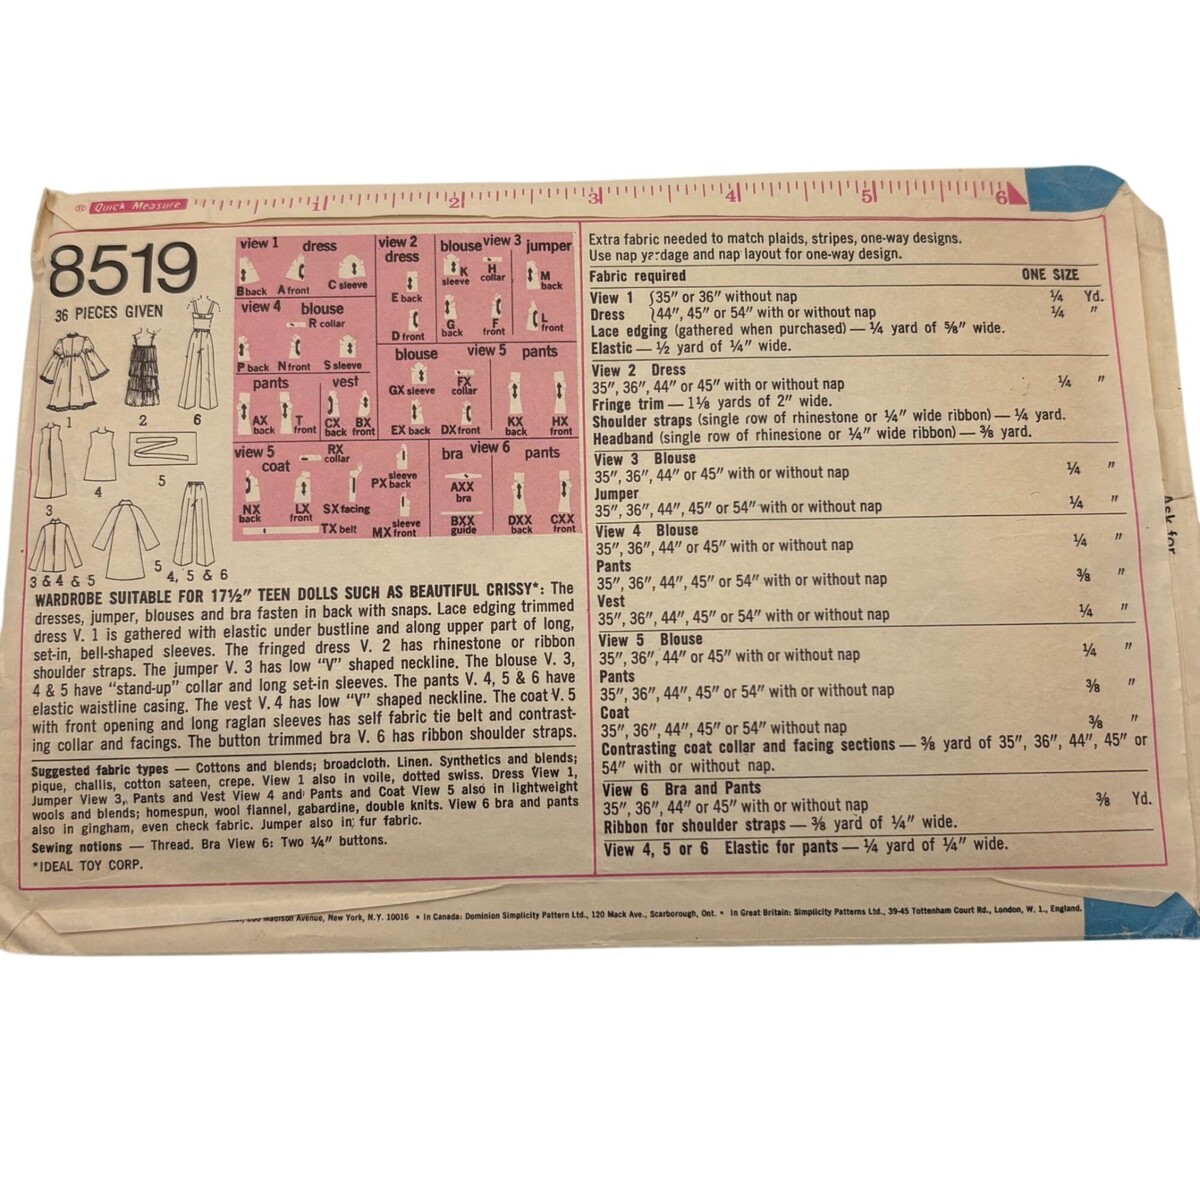 ® Quick Measure 1 2 3 4 5 6
8519
36 PIECES GIVEN
1
2
6
3
4
5
3 & 4 & 5
5
4, 5 & 6
view 1 dress
B back A front C sleeve
view 4 blouse
R collar
P back N front S sleeve
pants vest
AX back T front CX back BX front
view 5
coat
RX collar
PX sleeve back
NX back LX front SX facing
TX belt MX sleeve front
view 2
dress
E back
D front
blouse view 3 jumper
K sleeve H collar M back
G back F front L front
blouse view 5 pants
GX sleeve FX collar
EX back DX front KX back HX front
bra view 6 pants
AXX bra
BXX guide DXX back CXX front
WARDROBE SUITABLE FOR 17½" TEEN DOLLS SUCH AS BEAUTIFUL CRISSY*: The
dresses, jumper, blouses and bra fasten in back with snaps. Lace edging trimmed
dress V. 1 is gathered with elastic under bustline and along upper part of long,
set-in, bell-shaped sleeves. The fringed dress V. 2 has rhinestone or ribbon
shoulder straps. The jumper V. 3 has low "V" shaped neckline. The blouse V. 3,
4 & 5 have "stand-up" collar and long set-in sleeves. The pants V. 4, 5 & 6 have
elastic waistline casing. The vest V. 4 has low "V" shaped neckline. The coat V. 5
with front opening and long raglan sleeves has self fabric tie belt and contrast-
ing collar and facings. The button trimmed bra V. 6 has ribbon shoulder straps.
Suggested fabric types — Cottons and blends; broadcloth. Linen. Synthetics and blends;
pique, challis, cotton sateen, crepe. View 1 also in voile, dotted swiss. Dress View 1,
Jumper View 3, Pants and Vest View 4 and Pants and Coat View 5 also in lightweight
wools and blends; homespun, wool flannel, gabardine, double knits. View 6 bra and pants
also in gingham, even check fabric. Jumper also in fur fabric.
Sewing notions — Thread. Bra View 6: Two ¼" buttons.
*IDEAL TOY CORP.
Extra fabric needed to match plaids, stripes, one-way designs.
Use nap yardage and nap layout for one-way design.
Fabric required ONE SIZE
View 1 {35" or 36" without nap ¼ Yd.
Dress {44", 45" or 54" with or without nap ¼ "
Lace edging (gathered when purchased) — ¼ yard of ⅝" wide.
Elastic — ½ yard of ¼" wide.
View 2 Dress
35", 36", 44" or 45" with or without nap ¼ "
Fringe trim — 1⅛ yards of 2" wide.
Shoulder straps (single row of rhinestone or ¼" wide ribbon) — ¼ yard.
Headband (single row of rhinestone or ¼" wide ribbon) — ⅜ yard.
View 3 Blouse
35", 36", 44" or 45" with or without nap ¼ "
Jumper
35", 36", 44", 45" or 54" with or without nap ¼ "
View 4 Blouse
35", 36", 44" or 45" with or without nap ¼ "
Pants
35", 36", 44", 45" or 54" with or without nap ⅜ "
Vest
35", 36", 44", 45" or 54" with or without nap ¼ "
View 5 Blouse
35", 36", 44" or 45" with or without nap ¼ "
Pants
35", 36", 44", 45" or 54" with or without nap ⅜ "
Coat
35", 36", 44", 45" or 54" without nap ⅜ "
Contrasting coat collar and facing sections — ⅜ yard of 35", 36", 44", 45" or
54" with or without nap.
View 6 Bra and Pants
35", 36", 44" or 45" with or without nap ⅜ Yd.
Ribbon for shoulder straps — ⅜ yard of ¼" wide.
View 4, 5 or 6 Elastic for pants — ¼ yard of ¼" wide.
Madison Avenue, New York, N.Y. 10016 • In Canada: Dominion Simplicity Pattern Ltd., 120 Mack Ave., Scarborough, Ont. • In Great Britain: Simplicity Patterns Ltd., 39-45 Tottenham Court Rd., London, W. 1., England.
Ask for